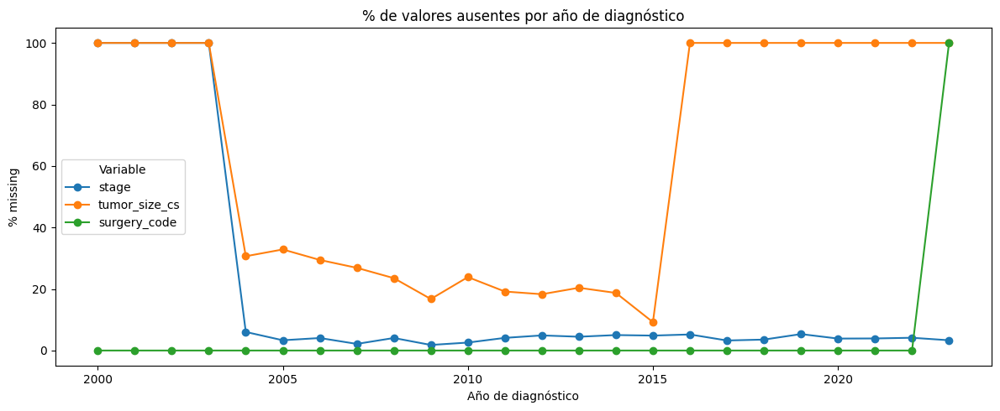 % de valores ausentes por año de diagnóstico
100
80
60
40
20
0
% missing
Variable
stage
tumor_size_cs
surgery_code
2000
2005
2010
2015
2020
Año de diagnóstico